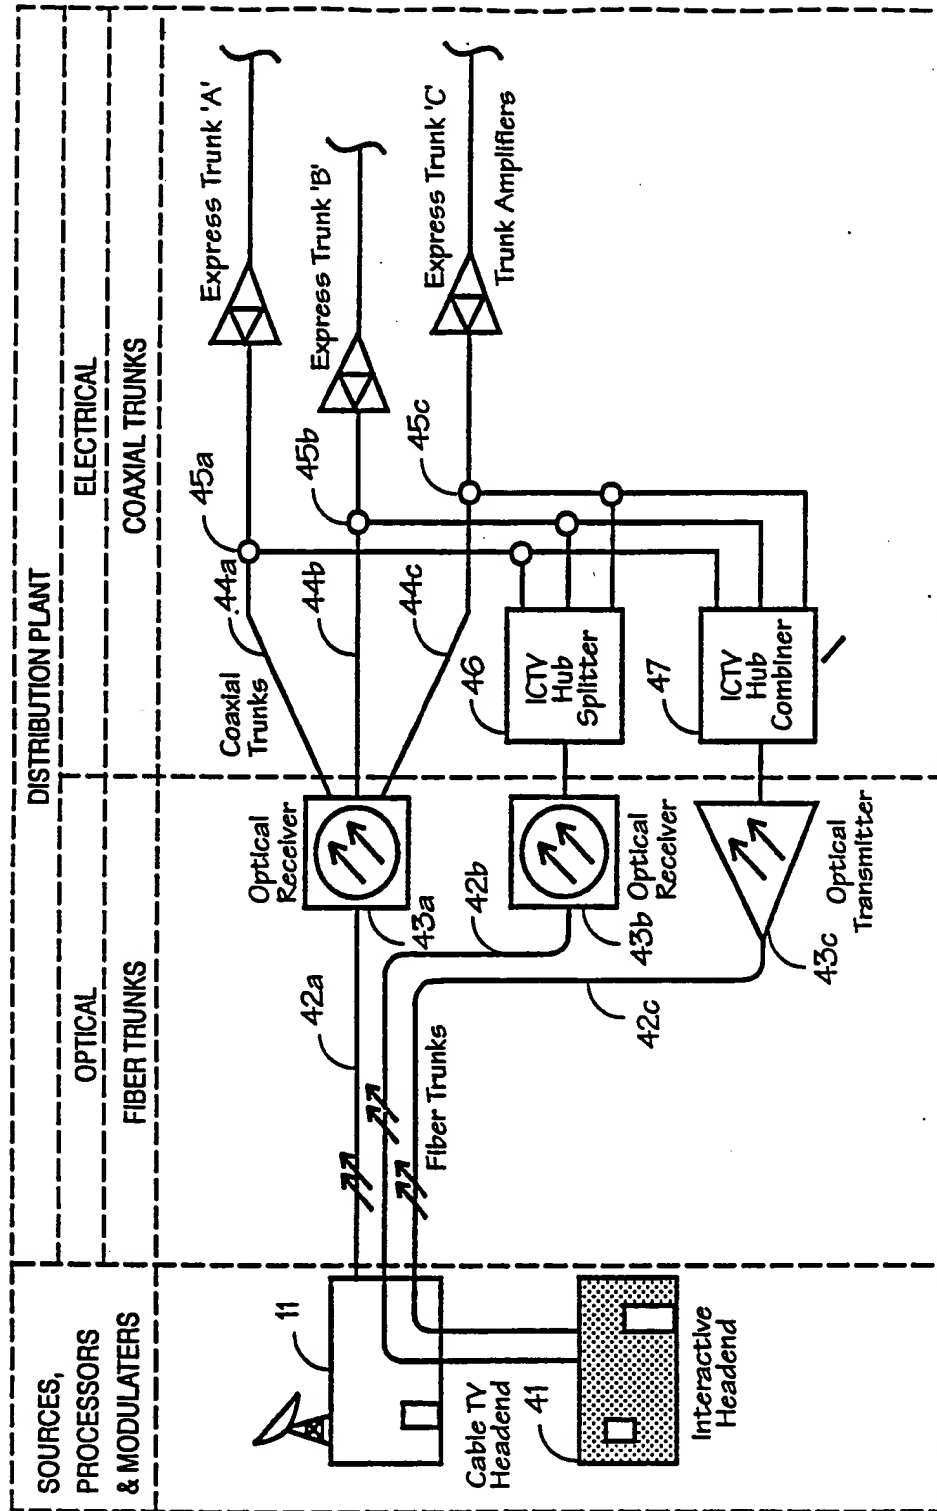 DISTRIBUTION PLANT
SOURCES,
PROCESSORS
& MODULATERS
OPTICAL
ELECTRICAL
FIBER TRUNKS
COAXIAL TRUNKS
11
Cable TV
Headend
41
Interactive
Headend
42a
Fiber Trunks
42b
42c
Optical
Receiver
43a
Optical
Receiver
43b
Optical
Transmitter
43c
Coaxial
Trunks
44a
44b
44c
45a
45b
45c
46
ICTV
Hub
Splitter
47
ICTV
Hub
Combiner
Express Trunk 'A'
Express Trunk 'B'
Express Trunk 'C'
Trunk Amplifiers